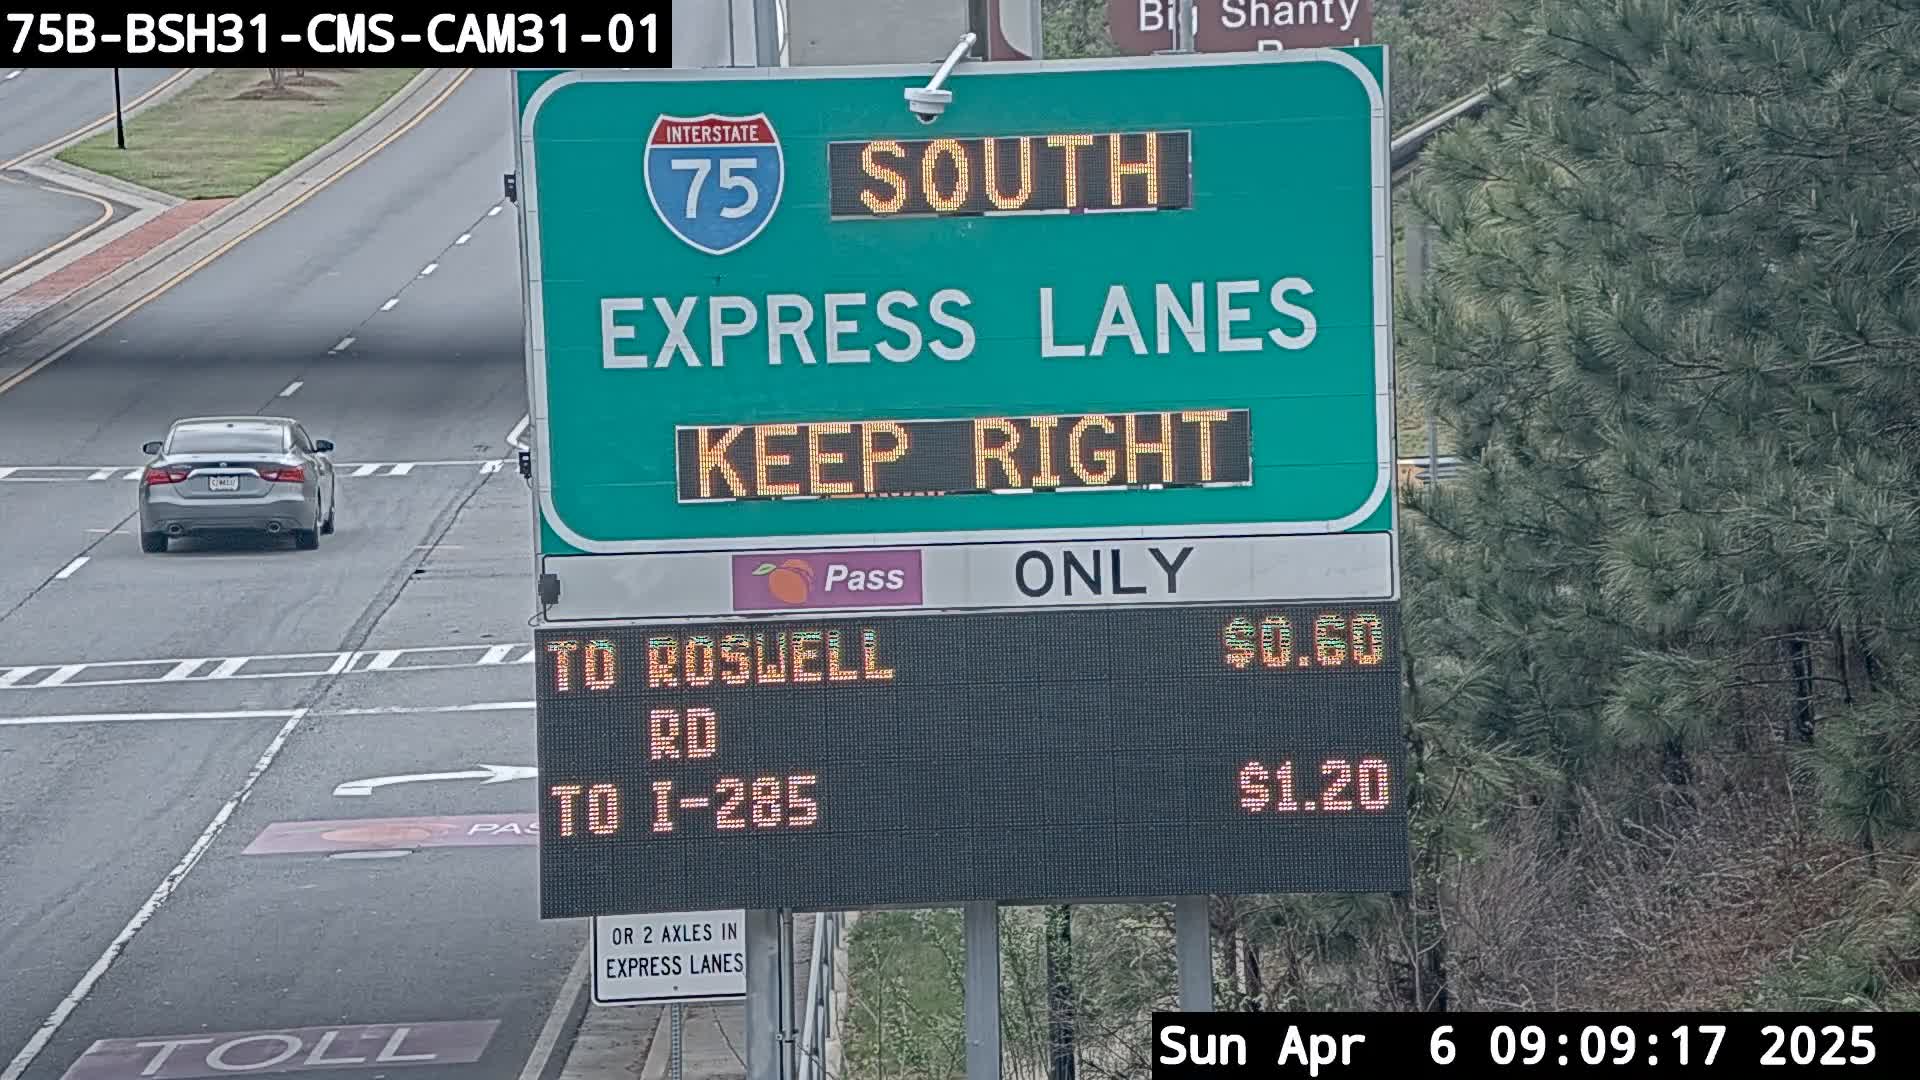 75B-BSH31-CMS-CAM31-01
Big Shanty
INTERSTATE
75
SOUTH
EXPRESS LANES
KEEP RIGHT
Pass
ONLY
TO ROSWELL $0.60
RD
TO I-285 $1.20
PAS
OR 2 AXLES IN
EXPRESS LANES
TOLL
Sun Apr 6 09:09:17 2025